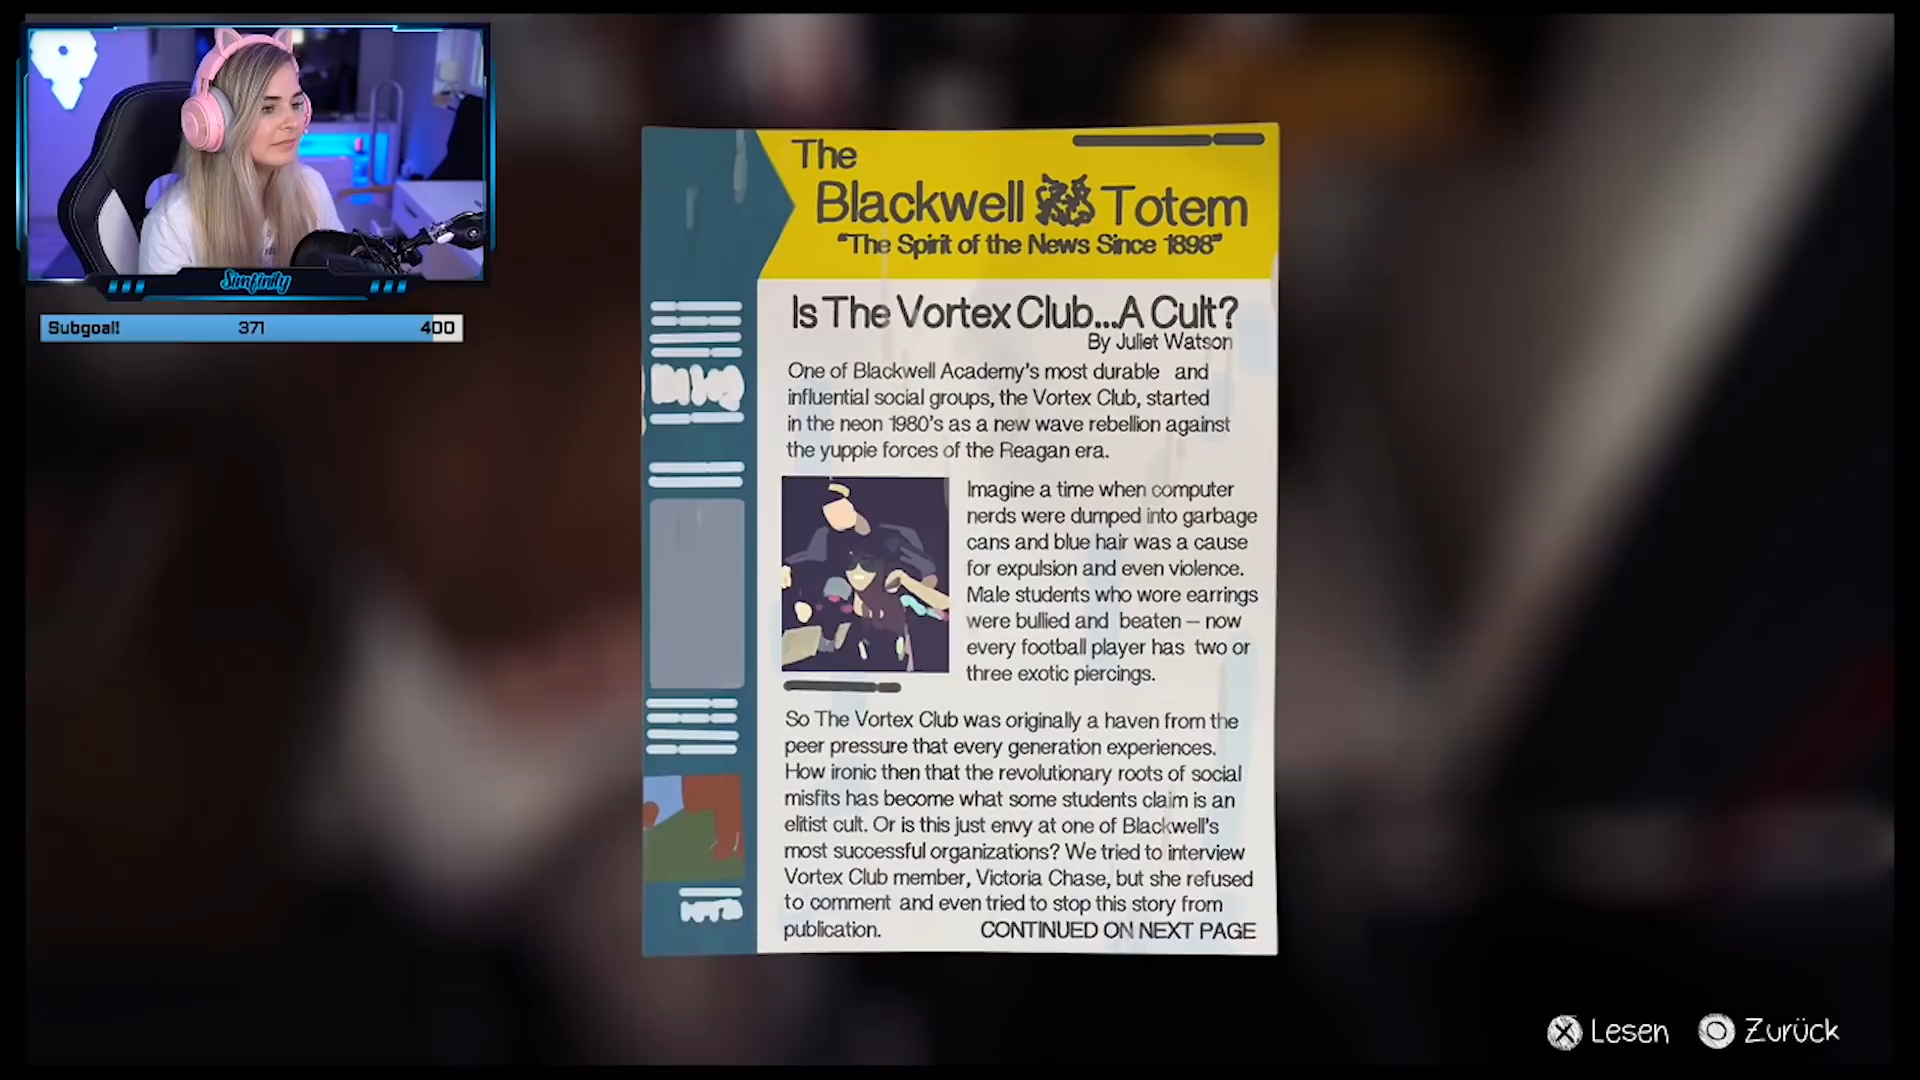 Simfinity
Subgoal! 371 400
The
Blackwell Totem
"The Spirit of the News Since 1898"
Is The Vortex Club...A Cult?
By Juliet Watson
One of Blackwell Academy's most durable and
influential social groups, the Vortex Club, started
in the neon 1980's as a new wave rebellion against
the yuppie forces of the Reagan era.
Imagine a time when computer
nerds were dumped into garbage
cans and blue hair was a cause
for expulsion and even violence.
Male students who wore earrings
were bullied and beaten – now
every football player has two or
three exotic piercings.
So The Vortex Club was originally a haven from the
peer pressure that every generation experiences.
How ironic then that the revolutionary roots of social
misfits has become what some students claim is an
elitist cult. Or is this just envy at one of Blackwell's
most successful organizations? We tried to interview
Vortex Club member, Victoria Chase, but she refused
to comment and even tried to stop this story from
publication. CONTINUED ON NEXT PAGE
Lesen Zurück